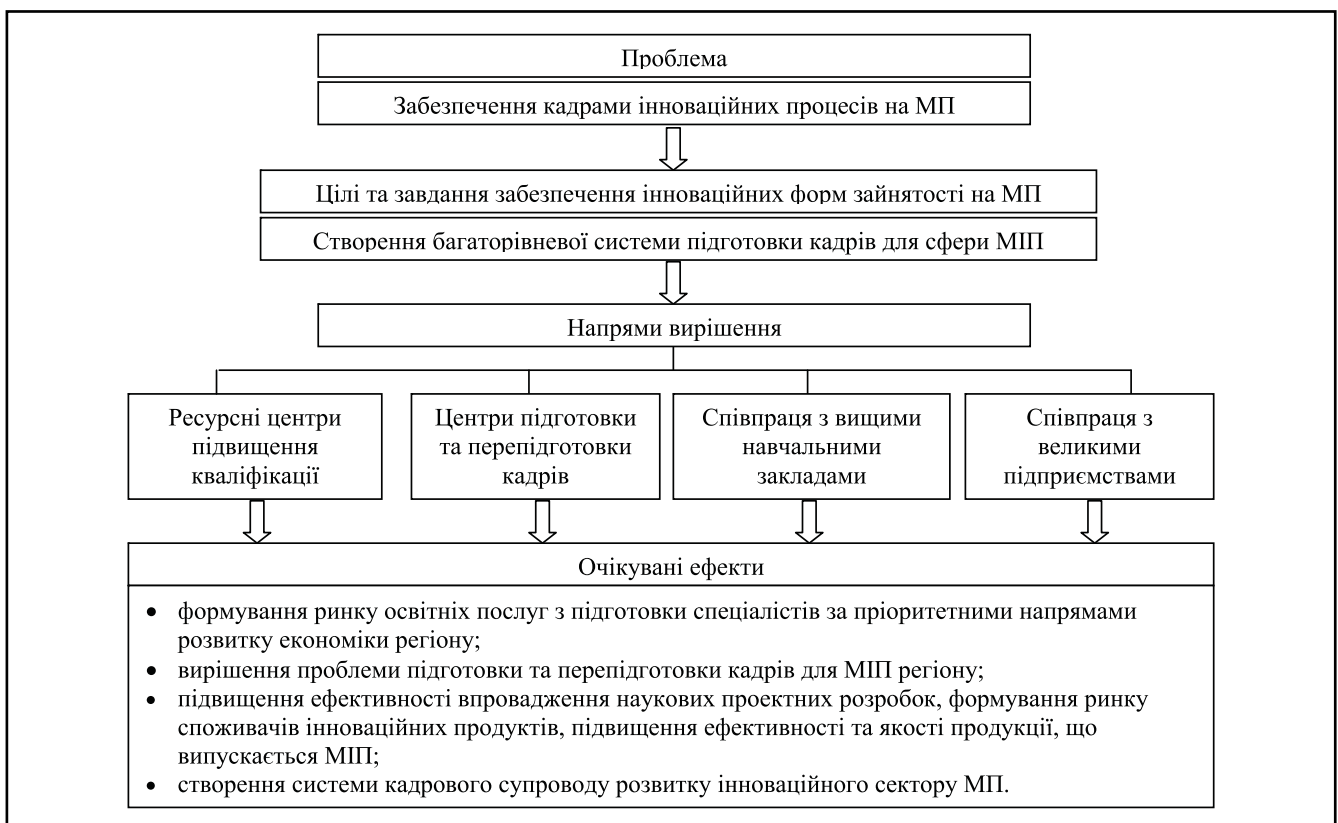 Проблема
Забезпечення кадрами інноваційних процесів на МП
Цілі та завдання забезпечення інноваційних форм зайнятості на МП
Створення багаторівневої системи підготовки кадрів для сфери МІП
Напрями вирішення
Ресурсні центри
підвищення
кваліфікації
Центри підготовки
та перепідготовки
кадрів
Співпраця з вищими
навчальними
закладами
Співпраця з
великими
підприємствами
Очікувані ефекти
• формування ринку освітніх послуг з підготовки спеціалістів за пріоритетними напрямами
розвитку економіки регіону;
• вирішення проблеми підготовки та перепідготовки кадрів для МІП регіону;
• підвищення ефективності впровадження наукових проектних розробок, формування ринку
споживачів інноваційних продуктів, підвищення ефективності та якості продукції, що
випускається МІП;
• створення системи кадрового супроводу розвитку інноваційного сектору МП.